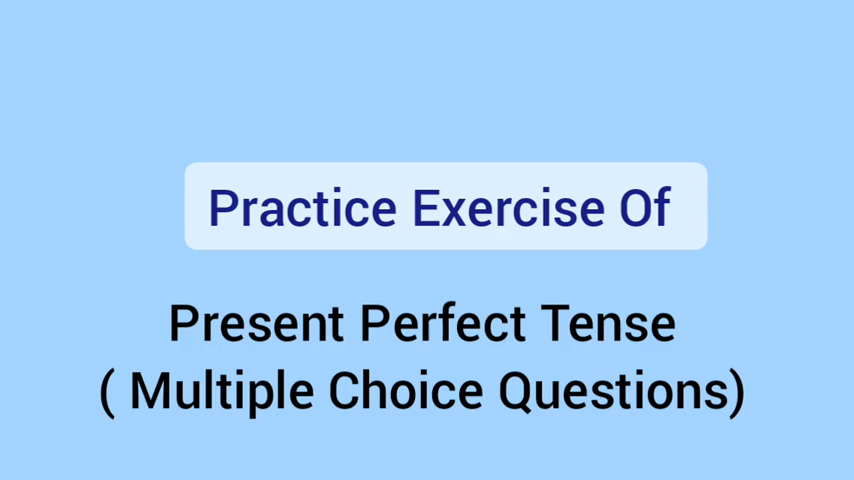 Practice Exercise Of
Present Perfect Tense
( Multiple Choice Questions)